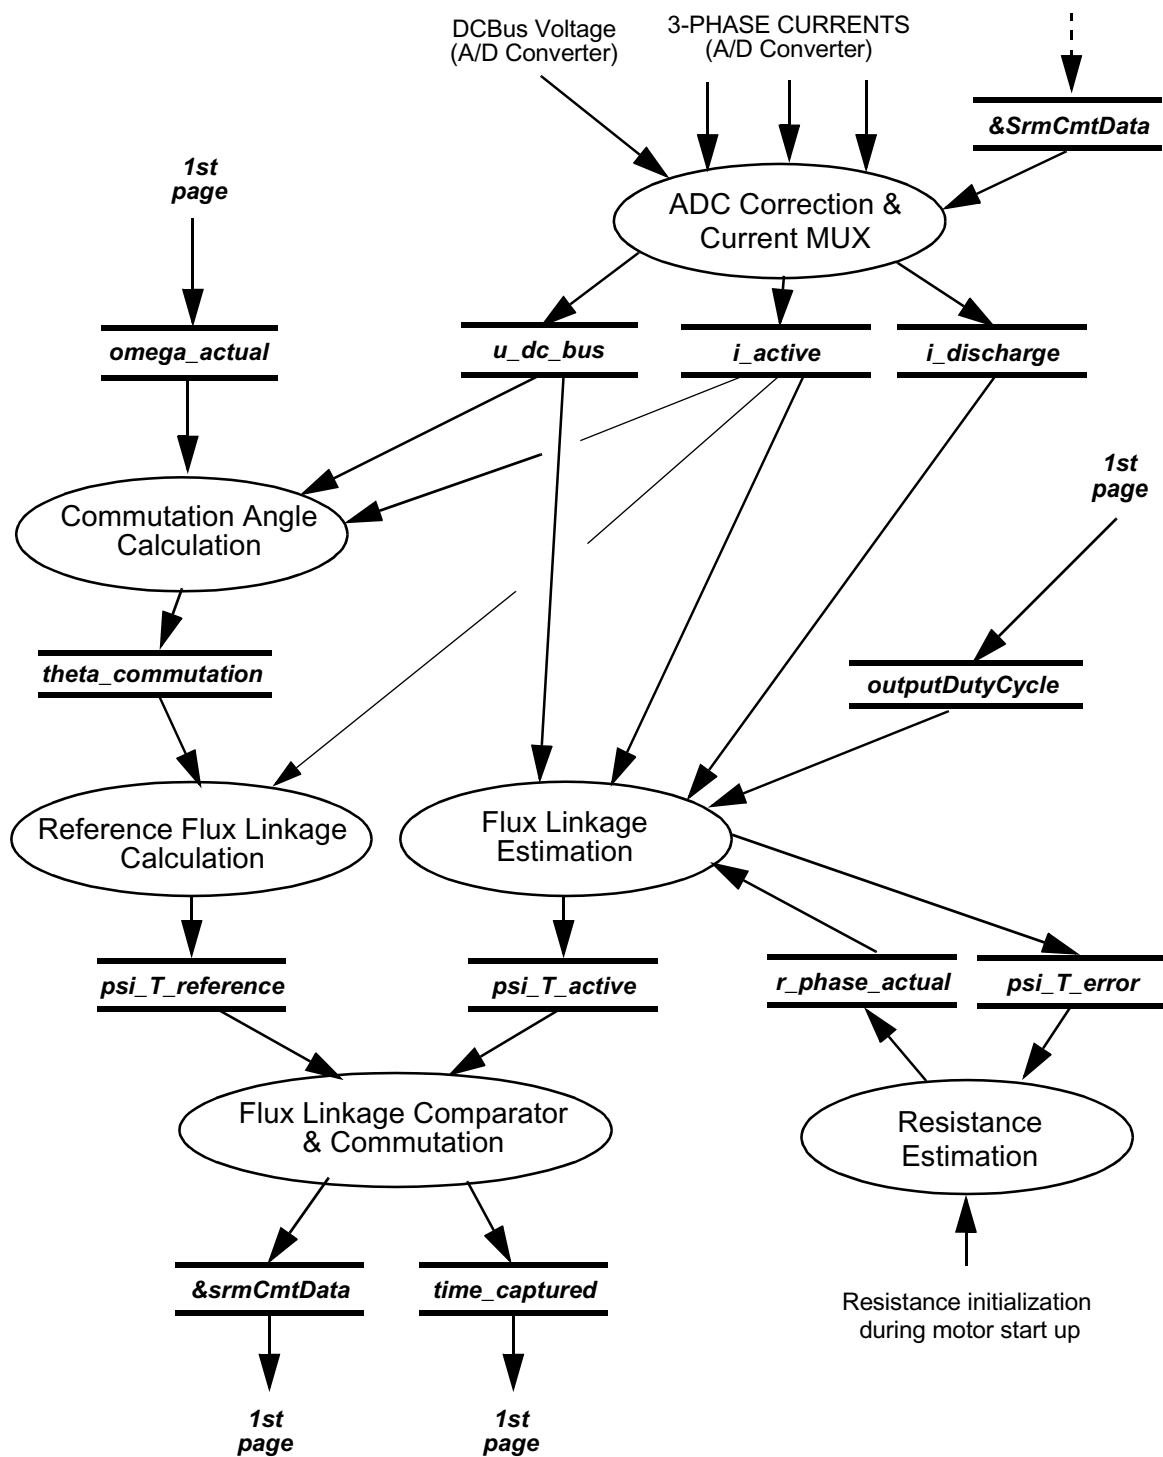 DCBus Voltage
(A/D Converter)
3-PHASE CURRENTS
(A/D Converter)
&SrmCmtData
1st
page
ADC Correction &
Current MUX
omega_actual
u_dc_bus
i_active
i_discharge
1st
page
Commutation Angle
Calculation
theta_commutation
outputDutyCycle
Reference Flux Linkage
Calculation
Flux Linkage
Estimation
psi_T_reference
psi_T_active
r_phase_actual
psi_T_error
Flux Linkage Comparator
& Commutation
Resistance
Estimation
&srmCmtData
time_captured
Resistance initialization
during motor start up
1st
page
1st
page